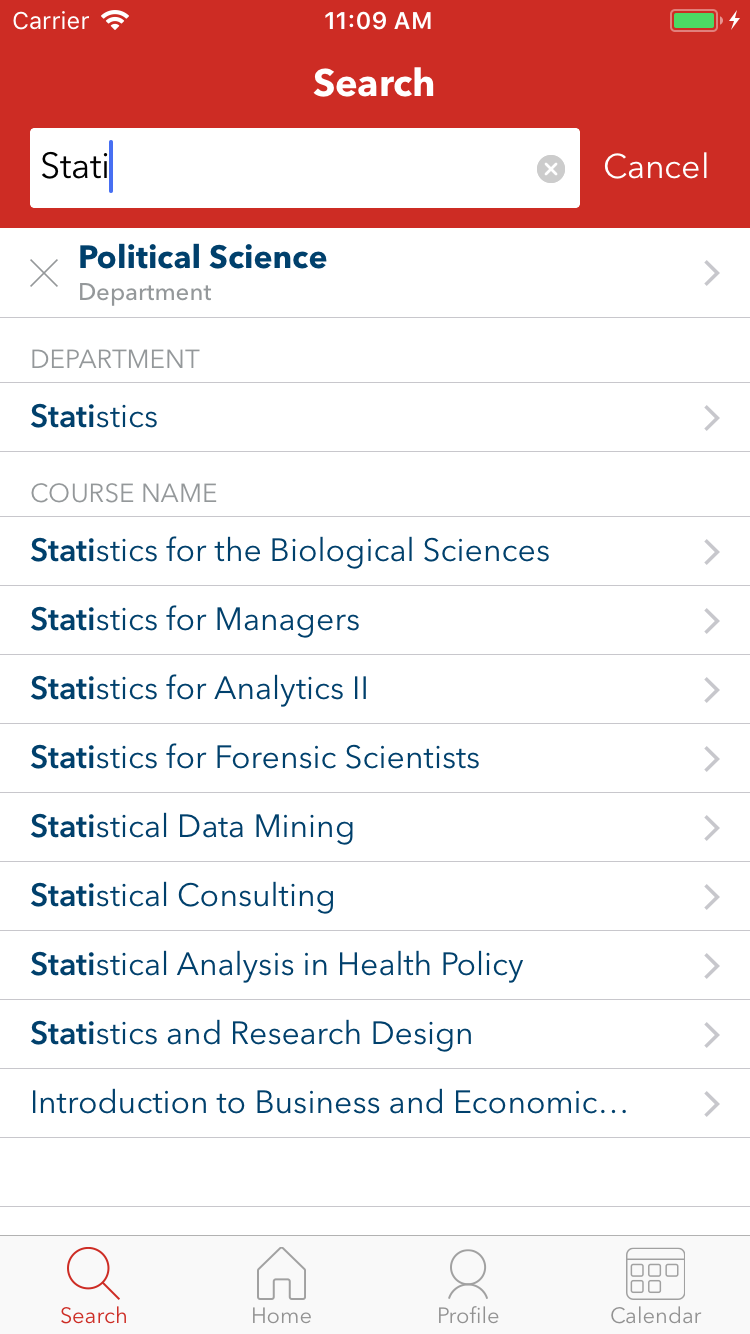 Carrier 11:09 AM
Search
Stati Cancel
Political Science
Department
DEPARTMENT
Statistics
COURSE NAME
Statistics for the Biological Sciences
Statistics for Managers
Statistics for Analytics II
Statistics for Forensic Scientists
Statistical Data Mining
Statistical Consulting
Statistical Analysis in Health Policy
Statistics and Research Design
Introduction to Business and Economic...
Search Home Profile Calendar